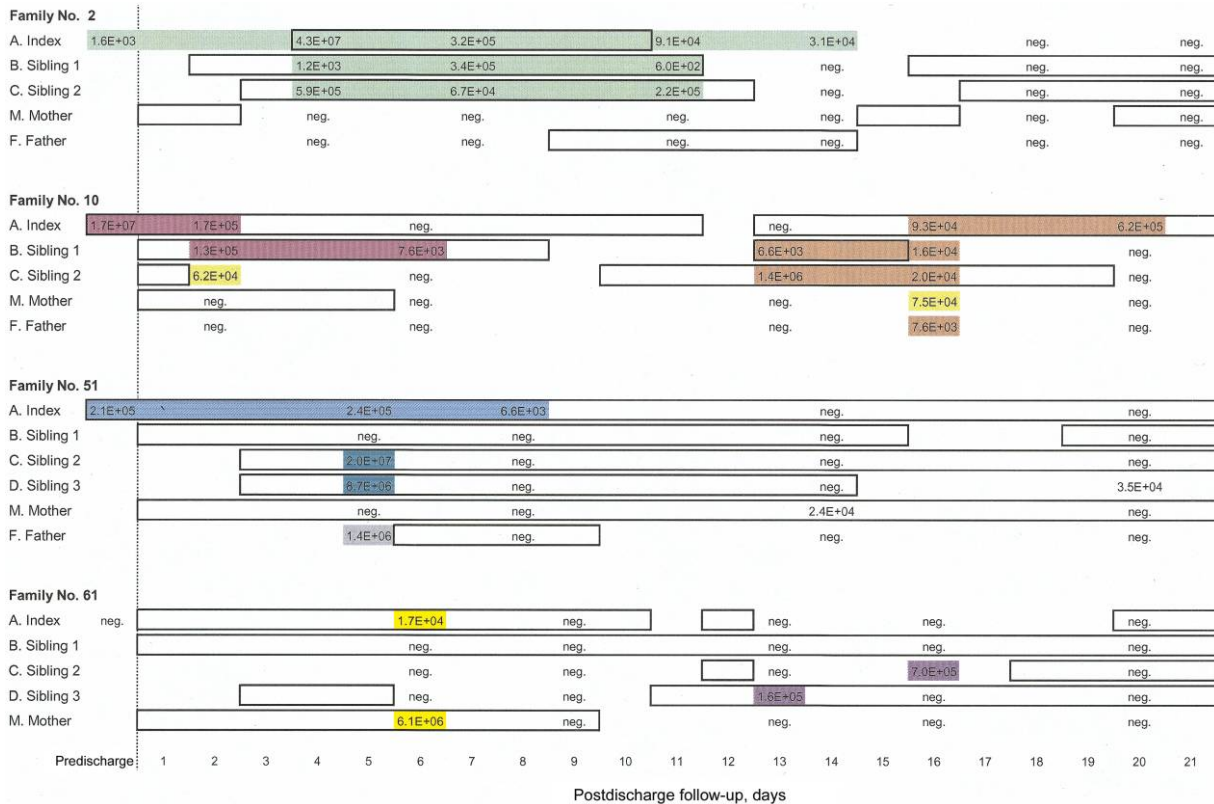 Family No. 2
A. Index 1.6E+03 4.3E+07 3.2E+05 9.1E+04 3.1E+04 neg. neg.
B. Sibling 1 1.2E+03 3.4E+05 6.0E+02 neg. neg. neg.
C. Sibling 2 5.9E+05 6.7E+04 2.2E+05 neg. neg. neg.
M. Mother neg. neg. neg. neg. neg. neg.
F. Father neg. neg. neg. neg. neg. neg.
Family No. 10
A. Index 1.7E+07 1.7E+05 neg. neg. 9.3E+04 6.2E+05
B. Sibling 1 1.3E+05 7.6E+03 6.6E+03 1.6E+04 neg.
C. Sibling 2 6.2E+04 neg. 1.4E+06 2.0E+04 neg.
M. Mother neg. neg. neg. 7.5E+04 neg.
F. Father neg. neg. neg. 7.6E+03 neg.
Family No. 51
A. Index 2.1E+05 2.4E+05 6.6E+03 neg. neg.
B. Sibling 1 neg. neg. neg. neg.
C. Sibling 2 2.0E+07 neg. neg. neg.
D. Sibling 3 6.7E+06 neg. neg. 3.5E+04
M. Mother neg. neg. 2.4E+04 neg.
F. Father 1.4E+06 neg. neg. neg.
Family No. 61
A. Index neg. 1.7E+04 neg. neg. neg. neg.
B. Sibling 1 neg. neg. neg. neg. neg.
C. Sibling 2 neg. neg. neg. 7.0E+05 neg.
D. Sibling 3 neg. neg. 1.6E+05 neg. neg.
M. Mother 6.1E+06 neg. neg. neg. neg.
Predischarge 1 2 3 4 5 6 7 8 9 10 11 12 13 14 15 16 17 18 19 20 21
Postdischarge follow-up, days